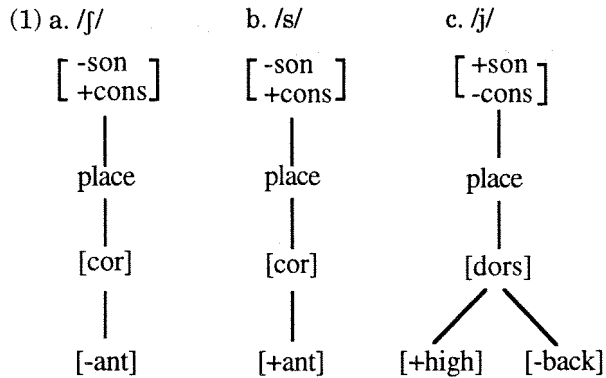 (1) a. /ʃ/ b. /s/ c. /j/
[-son +cons] [-son +cons] [+son -cons]
place place place
[cor] [cor] [dors]
[-ant] [+ant] [+high] [-back]